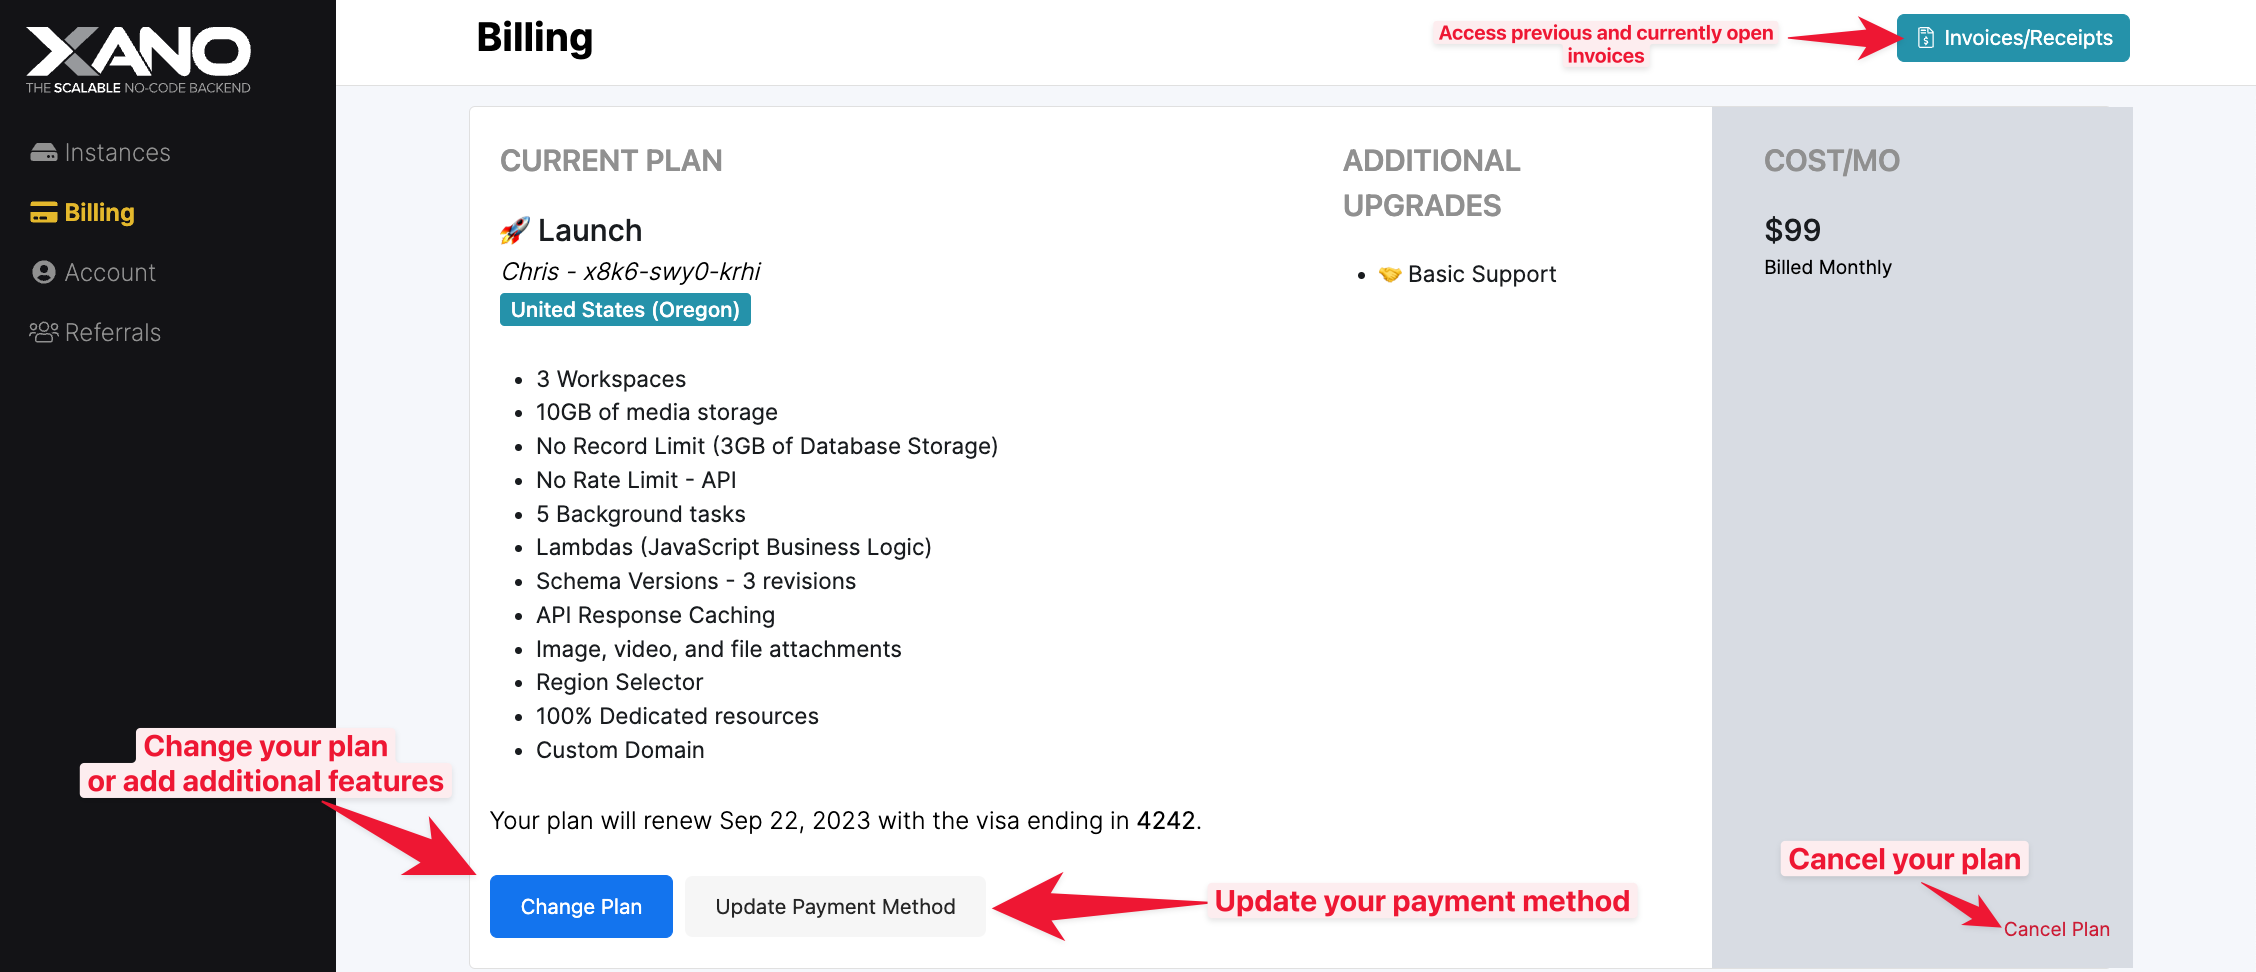 XANO
THE SCALABLE NO-CODE BACKEND
Instances
Billing
Account
Referrals
Billing
Access previous and currently open
invoices
Invoices/Receipts
CURRENT PLAN
Launch
Chris - x8k6-swy0-krhi
United States (Oregon)
3 Workspaces
10GB of media storage
No Record Limit (3GB of Database Storage)
No Rate Limit - API
5 Background tasks
Lambdas (JavaScript Business Logic)
Schema Versions - 3 revisions
API Response Caching
Image, video, and file attachments
Region Selector
100% Dedicated resources
Custom Domain
ADDITIONAL
UPGRADES
Basic Support
COST/MO
$99
Billed Monthly
Change your plan
or add additional features
Your plan will renew Sep 22, 2023 with the visa ending in 4242.
Change Plan
Update Payment Method
Update your payment method
Cancel your plan
Cancel Plan